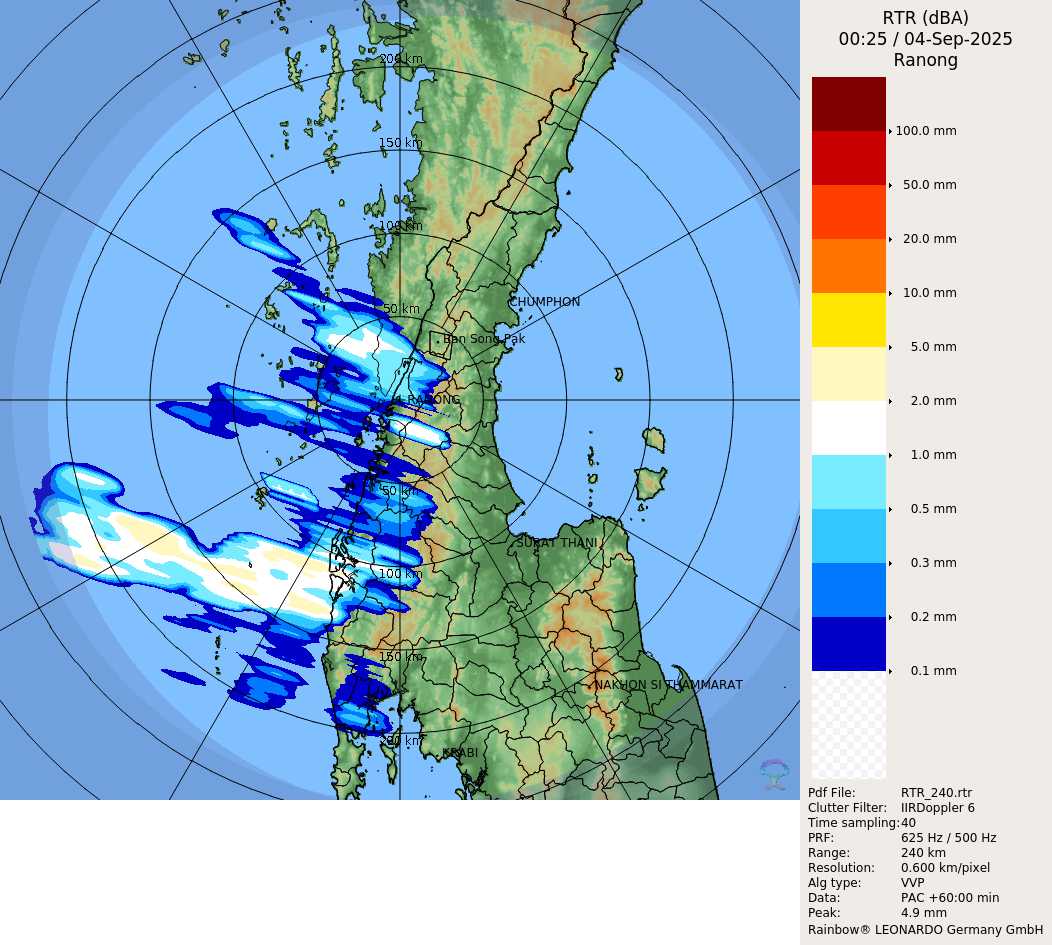 RTR (dBA)
00:25 / 04-Sep-2025
Ranong
200 km
150 km
100 km
50 km
CHUMPHON
Ban Song Pak
RANONG
50 km
SURAT THANI
100 km
150 km
NAKHON SI THAMMARAT
KRABI
100.0 mm
50.0 mm
20.0 mm
10.0 mm
5.0 mm
2.0 mm
1.0 mm
0.5 mm
0.3 mm
0.2 mm
0.1 mm
Pdf File: RTR_240.rtr
Clutter Filter: IIRDoppler 6
Time sampling:40
PRF: 625 Hz / 500 Hz
Range: 240 km
Resolution: 0.600 km/pixel
Alg type: VVP
Data: PAC +60:00 min
Peak: 4.9 mm
Rainbow® LEONARDO Germany GmbH